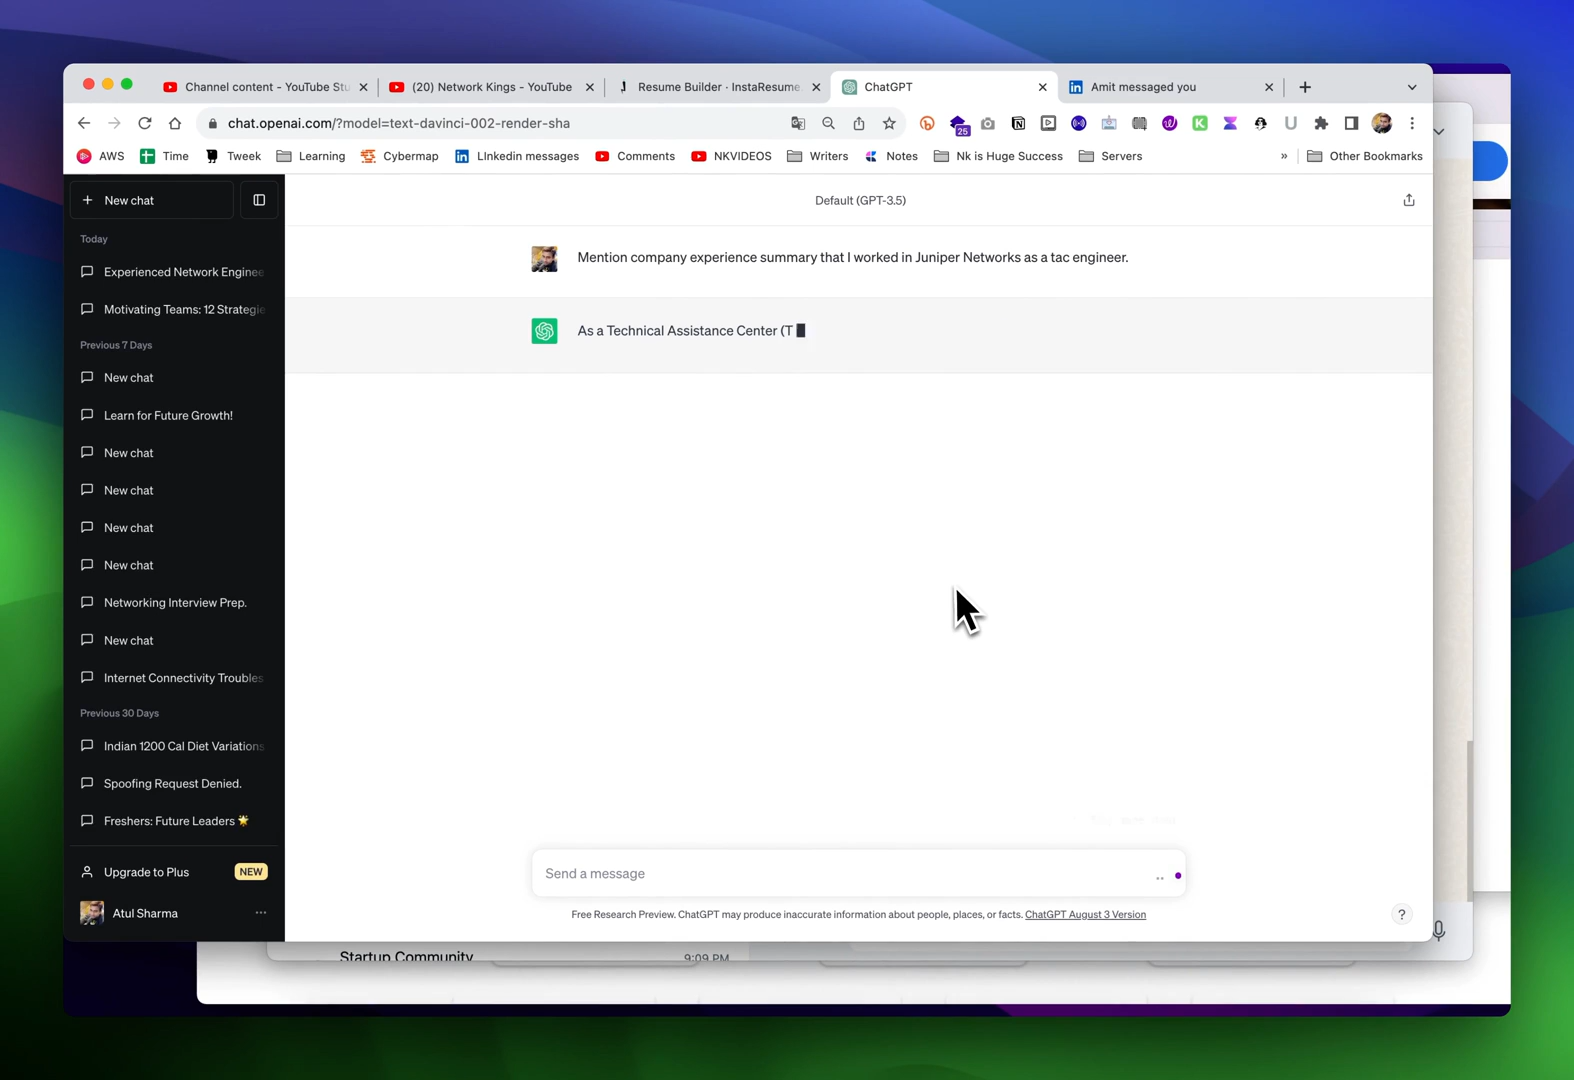 Channel content - YouTube Stu
(20) Network Kings - YouTube
Resume Builder · InstaResume.
ChatGPT
Amit messaged you
chat.openai.com/?model=text-davinci-002-render-sha
25
AWS
Time
Tweek
Learning
Cybermap
LInkedin messages
Comments
NKVIDEOS
Writers
Notes
Nk is Huge Success
Servers
»
Other Bookmarks
New chat
Default (GPT-3.5)
Today
Experienced Network Enginee
Motivating Teams: 12 Strategie
Previous 7 Days
New chat
Learn for Future Growth!
New chat
New chat
New chat
New chat
Networking Interview Prep.
New chat
Internet Connectivity Troubles
Previous 30 Days
Indian 1200 Cal Diet Variations
Spoofing Request Denied.
Freshers: Future Leaders 🌟
Upgrade to Plus
NEW
Atul Sharma
Mention company experience summary that I worked in Juniper Networks as a tac engineer.
As a Technical Assistance Center (T
Send a message
Free Research Preview. ChatGPT may produce inaccurate information about people, places, or facts. ChatGPT August 3 Version
?
Startup Community
9:09 PM